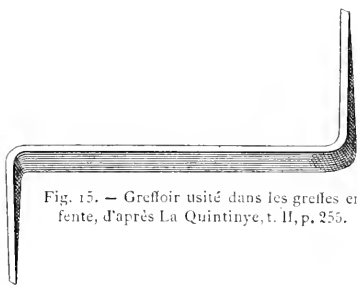 Fig. 15. — Greffoir usité dans les greffes en
fente, d'après La Quintinye, t. II, p. 255.